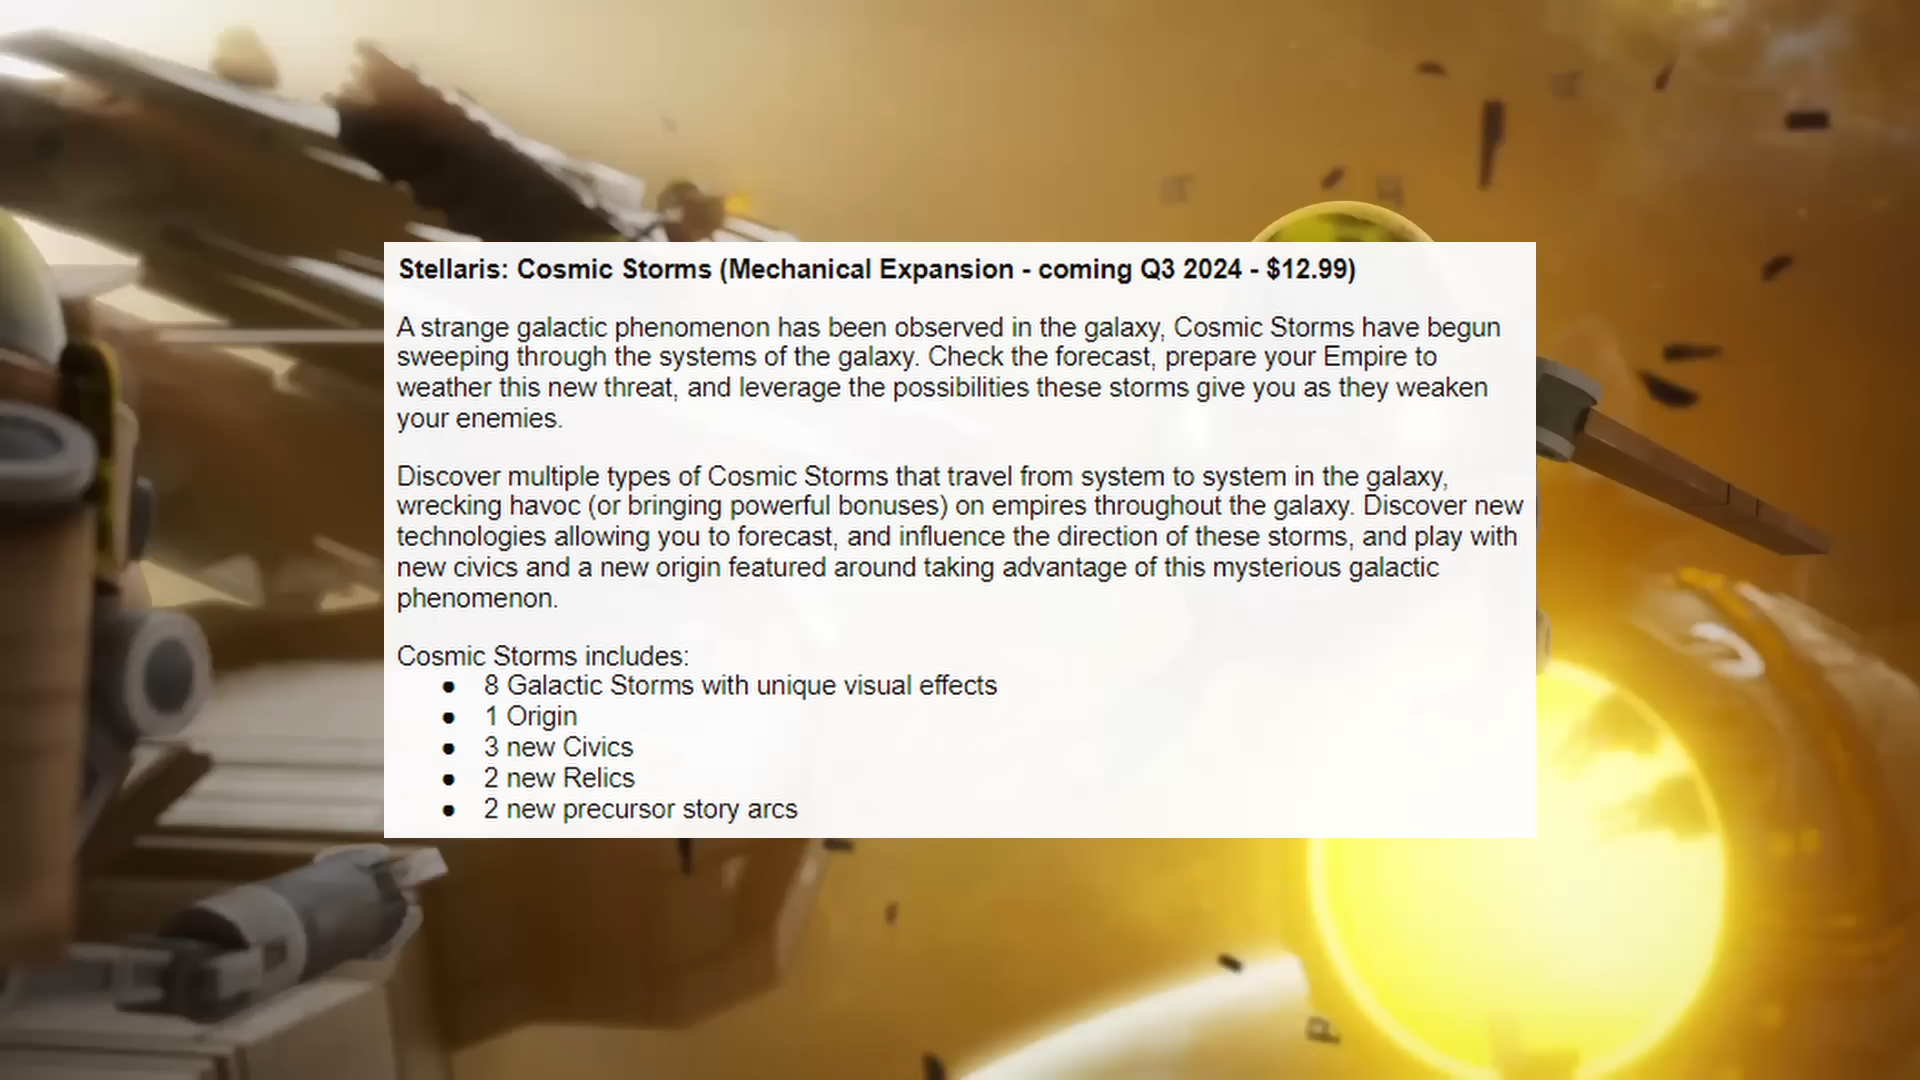 Stellaris: Cosmic Storms (Mechanical Expansion - coming Q3 2024 - $12.99)
A strange galactic phenomenon has been observed in the galaxy, Cosmic Storms have begun
sweeping through the systems of the galaxy. Check the forecast, prepare your Empire to
weather this new threat, and leverage the possibilities these storms give you as they weaken
your enemies.
Discover multiple types of Cosmic Storms that travel from system to system in the galaxy,
wrecking havoc (or bringing powerful bonuses) on empires throughout the galaxy. Discover new
technologies allowing you to forecast, and influence the direction of these storms, and play with
new civics and a new origin featured around taking advantage of this mysterious galactic
phenomenon.
Cosmic Storms includes:
● 8 Galactic Storms with unique visual effects
● 1 Origin
● 3 new Civics
● 2 new Relics
● 2 new precursor story arcs